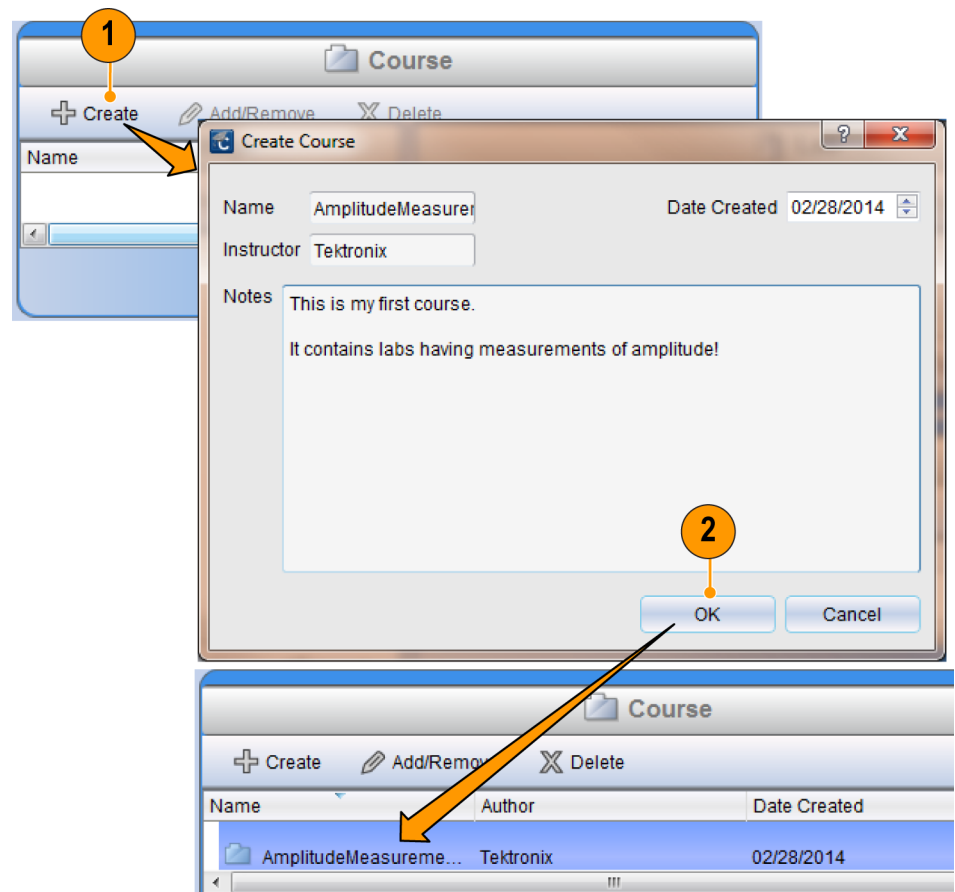 1
Course
Create Add/Remove Delete
Name
Create Course
?
X
Name AmplitudeMeasurer Date Created 02/28/2014
Instructor Tektronix
Notes This is my first course.
It contains labs having measurements of amplitude!
2
OK Cancel
Course
Create Add/Remov Delete
Name Author Date Created
AmplitudeMeasureme... Tektronix 02/28/2014